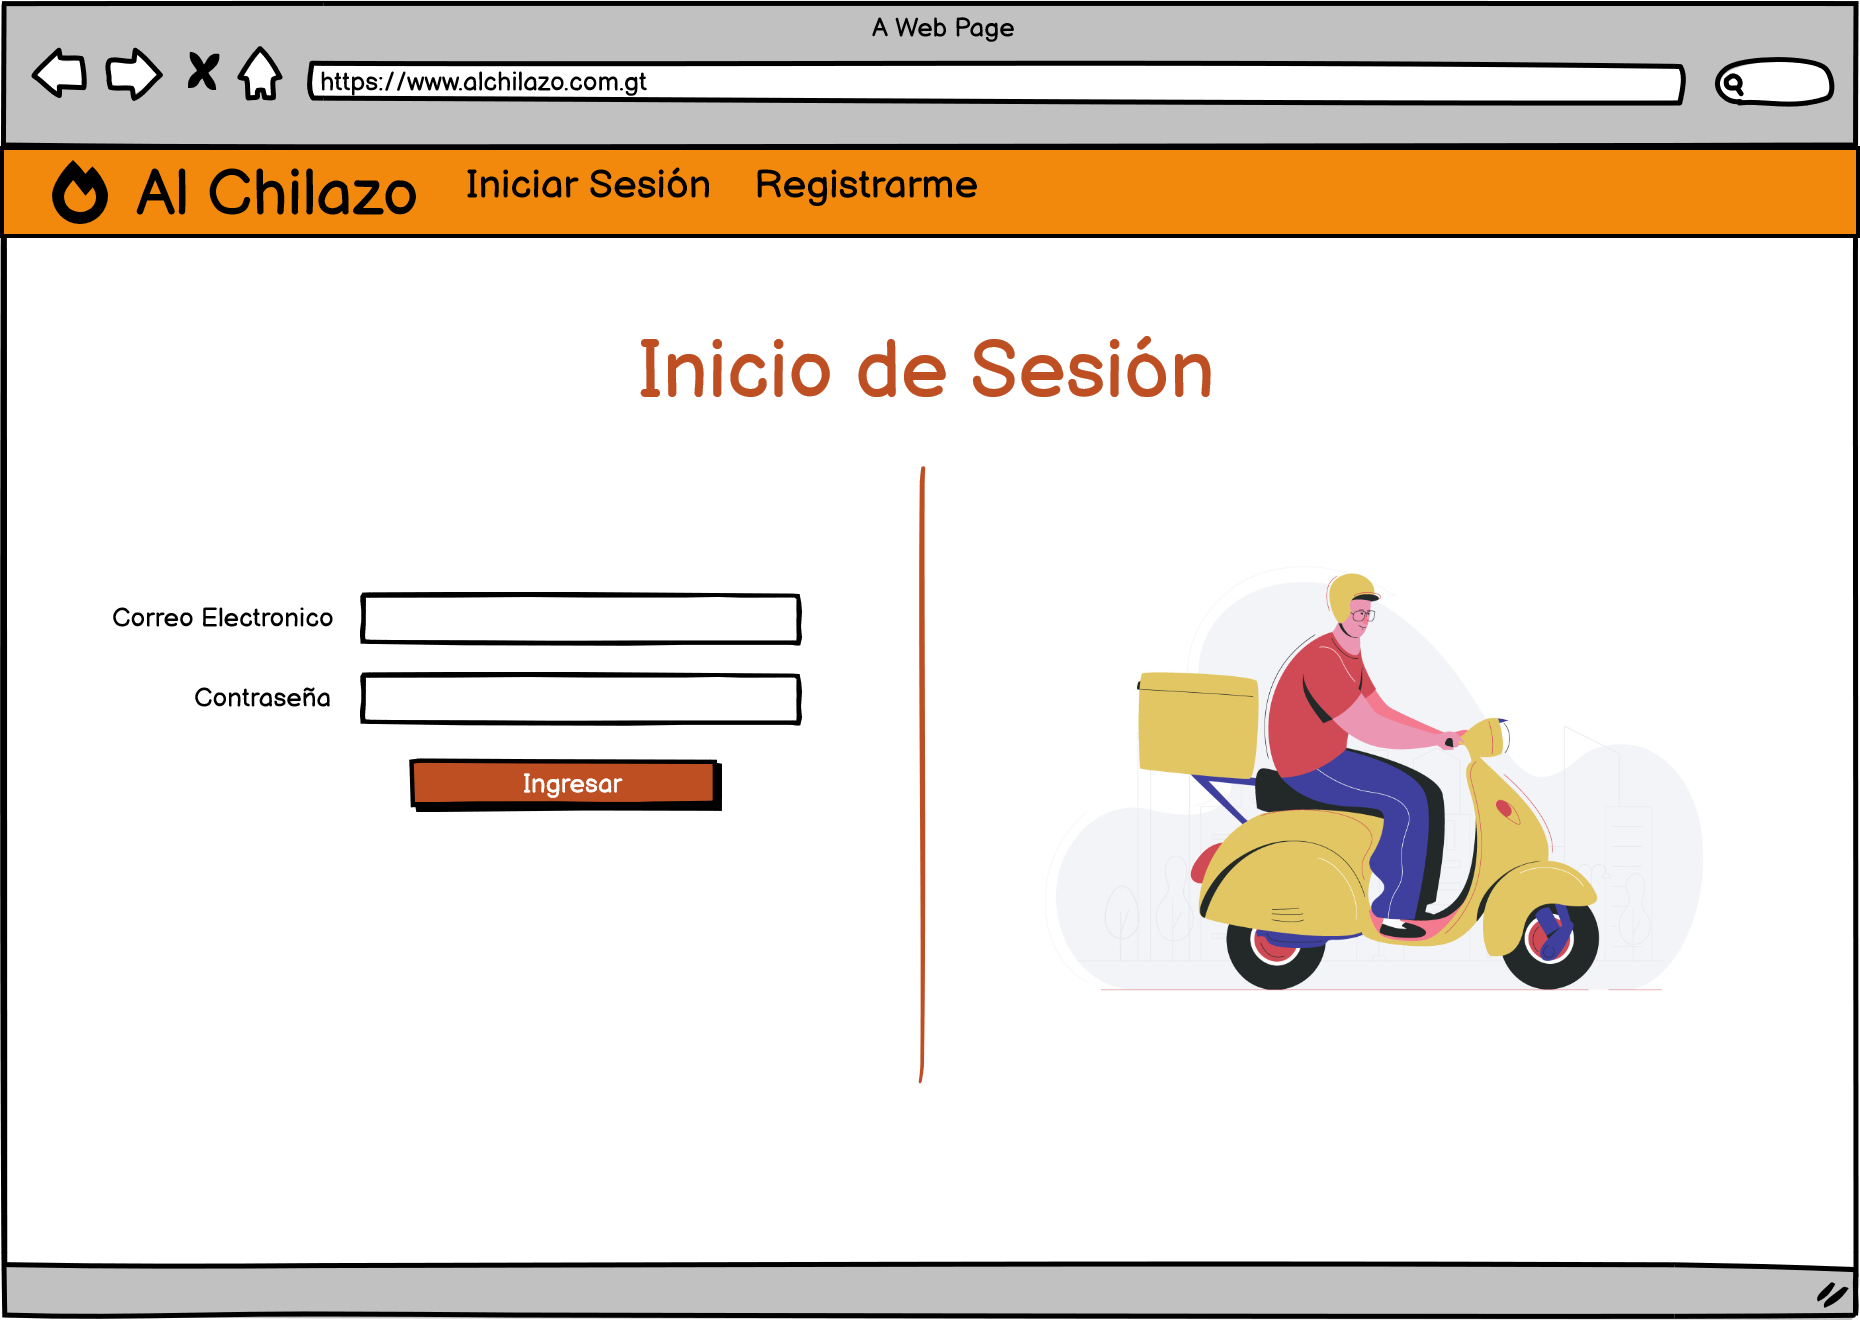 A Web Page
https://www.alchilazo.com.gt
Al Chilazo Iniciar Sesión Registrarme
Inicio de Sesión
Correo Electronico
Contraseña
Ingresar